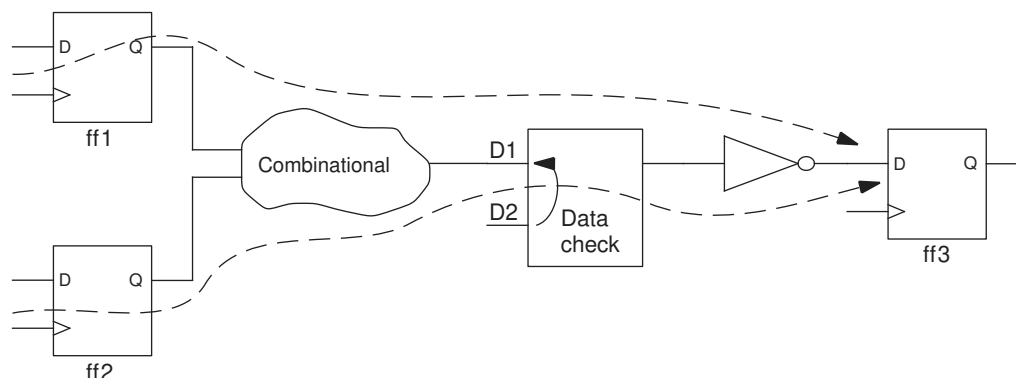 D
Q
ff1
Combinational
D1
D2
Data
check
D
Q
ff3
D
Q
ff2